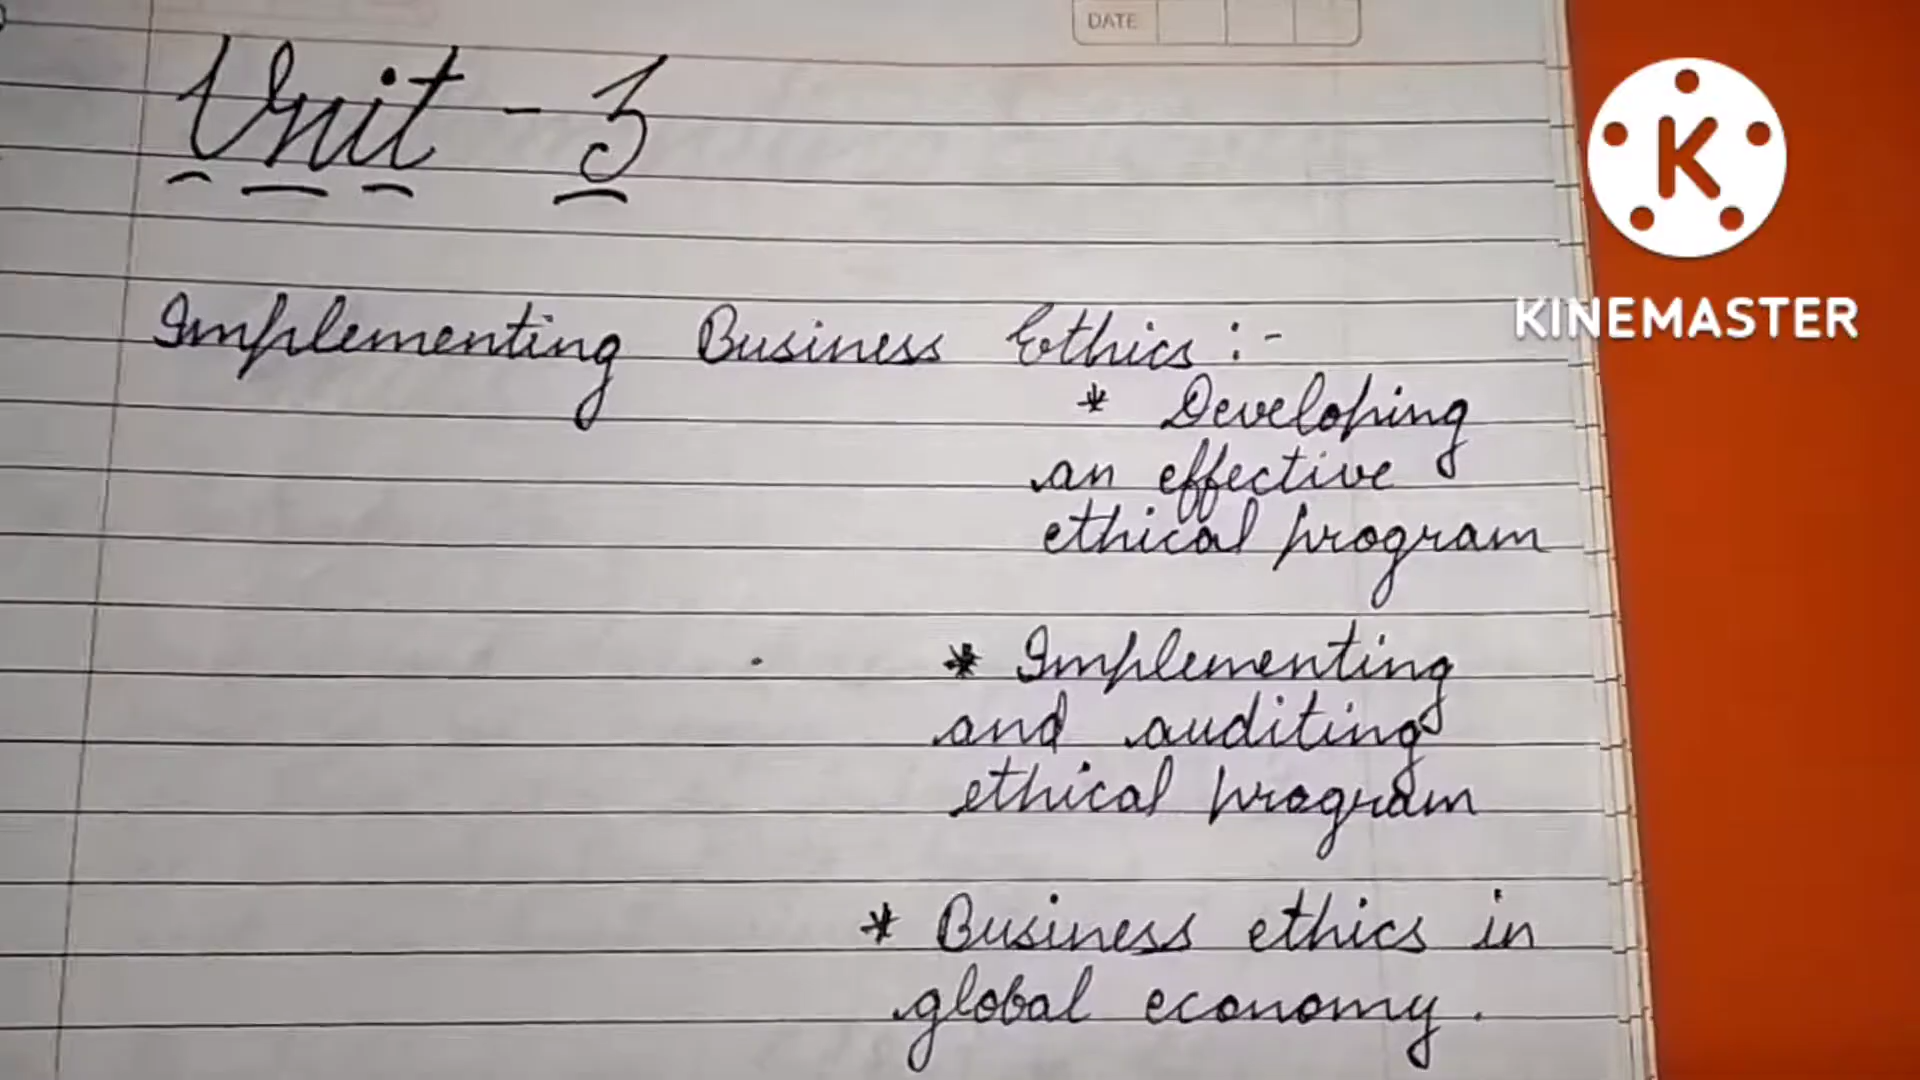 DATE
Unit - 3
K
KINEMASTER
Implementing Business Ethics :-
* Developing
an effective
ethical program
* Implementing
and auditing
ethical program
* Business ethics in
global economy.